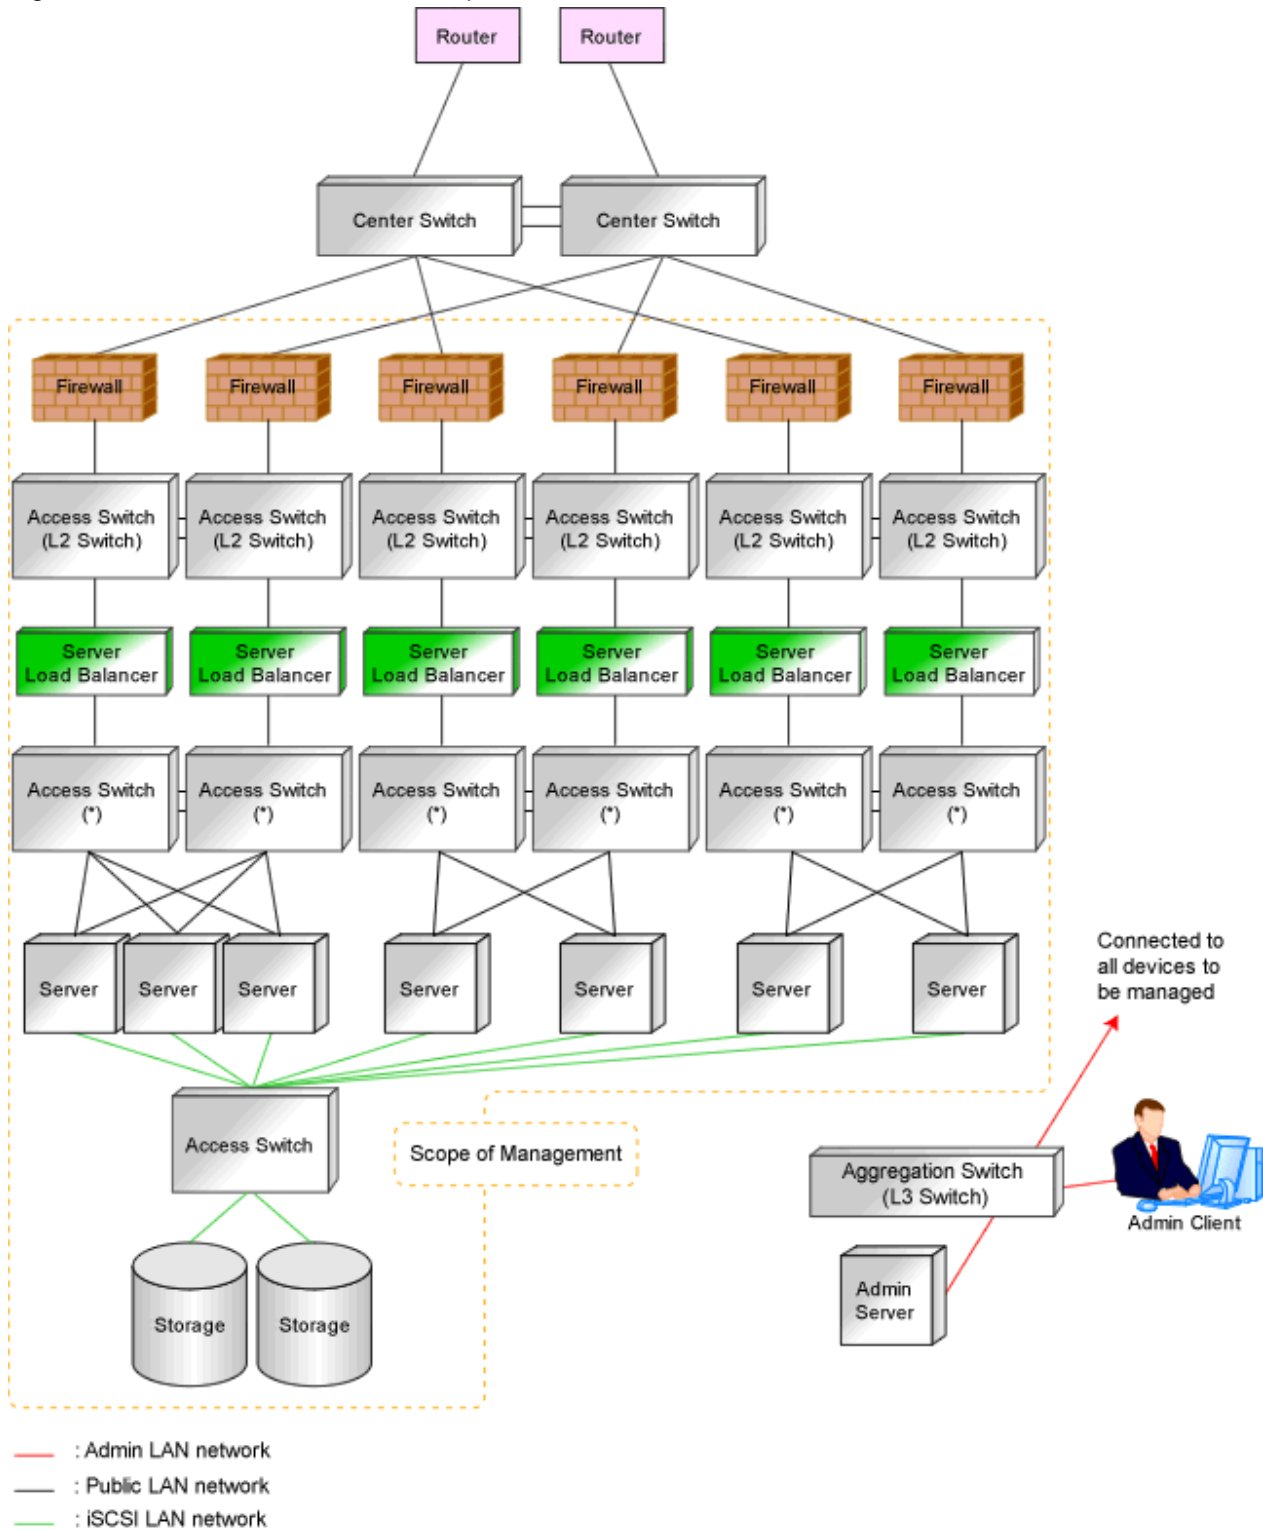 Router
Router
Center Switch
Center Switch
Firewall
Firewall
Firewall
Firewall
Firewall
Firewall
Access Switch
(L2 Switch)
Access Switch
(L2 Switch)
Access Switch
(L2 Switch)
Access Switch
(L2 Switch)
Access Switch
(L2 Switch)
Access Switch
(L2 Switch)
Server
Load Balancer
Server
Load Balancer
Server
Load Balancer
Server
Load Balancer
Server
Load Balancer
Server
Load Balancer
Access Switch
(*)
Access Switch
(*)
Access Switch
(*)
Access Switch
(*)
Access Switch
(*)
Access Switch
(*)
Server
Server
Server
Server
Server
Server
Server
Connected to
all devices to
be managed
Access Switch
Scope of Management
Aggregation Switch
(L3 Switch)
Admin Client
Admin
Server
Storage
Storage
: Admin LAN network
: Public LAN network
: iSCSI LAN network